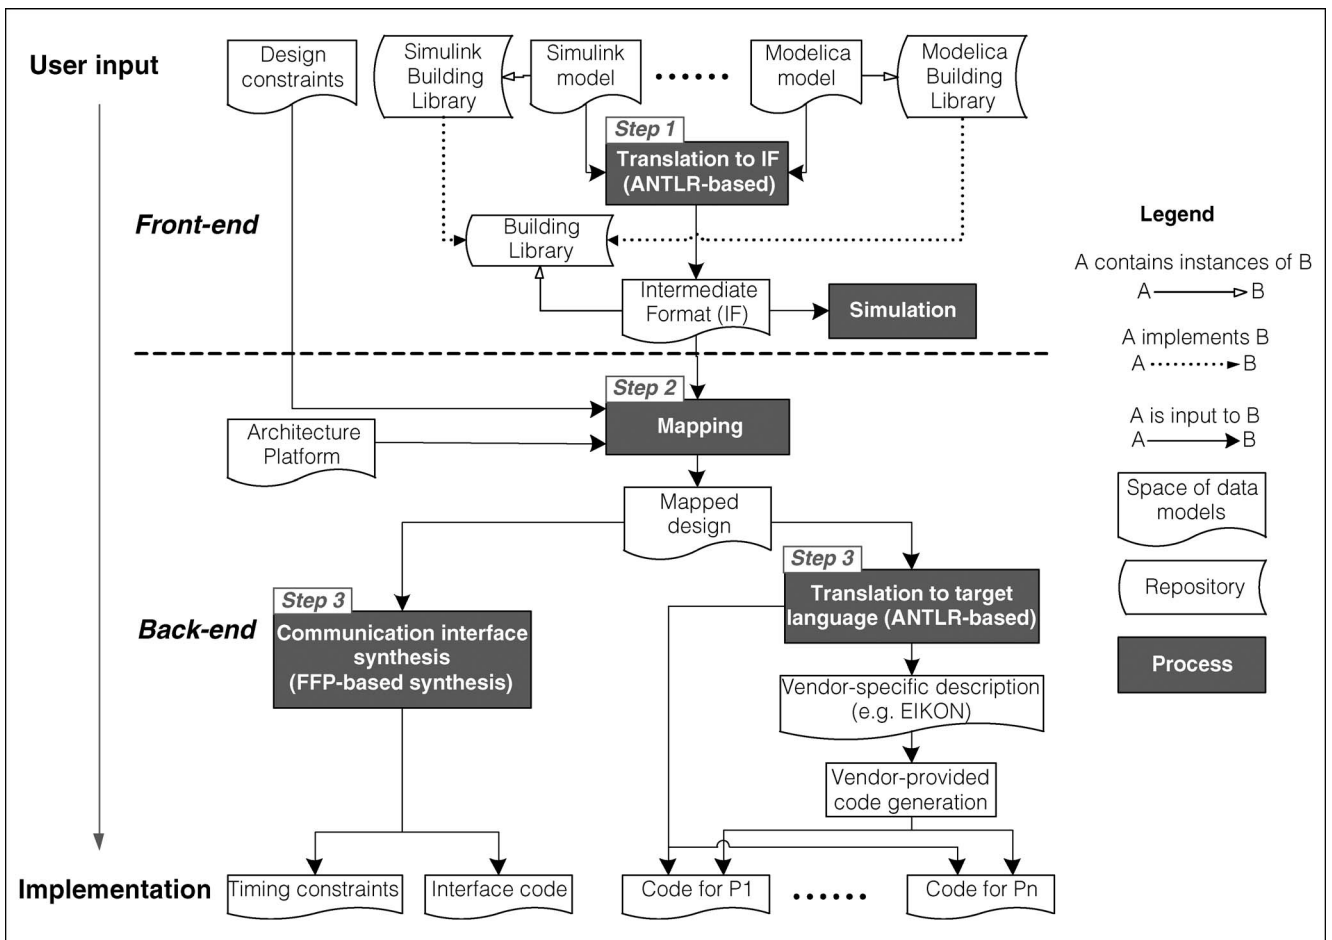 User input
Design
constraints
Simulink
Building
Library
Simulink
model
Modelica
model
Modelica
Building
Library
Step 1
Translation to IF
(ANTLR-based)
Front-end
Building
Library
Intermediate
Format (IF)
Simulation
Step 2
Mapping
Architecture
Platform
Mapped
design
Step 3
Translation to target
language (ANTLR-based)
Step 3
Communication interface
synthesis
(FFP-based synthesis)
Back-end
Vendor-specific description
(e.g. EIKON)
Vendor-provided
code generation
Implementation
Timing constraints
Interface code
Code for P1
Code for Pn
Legend
A contains instances of B
A B
A implements B
A B
A is input to B
A B
Space of data
models
Repository
Process